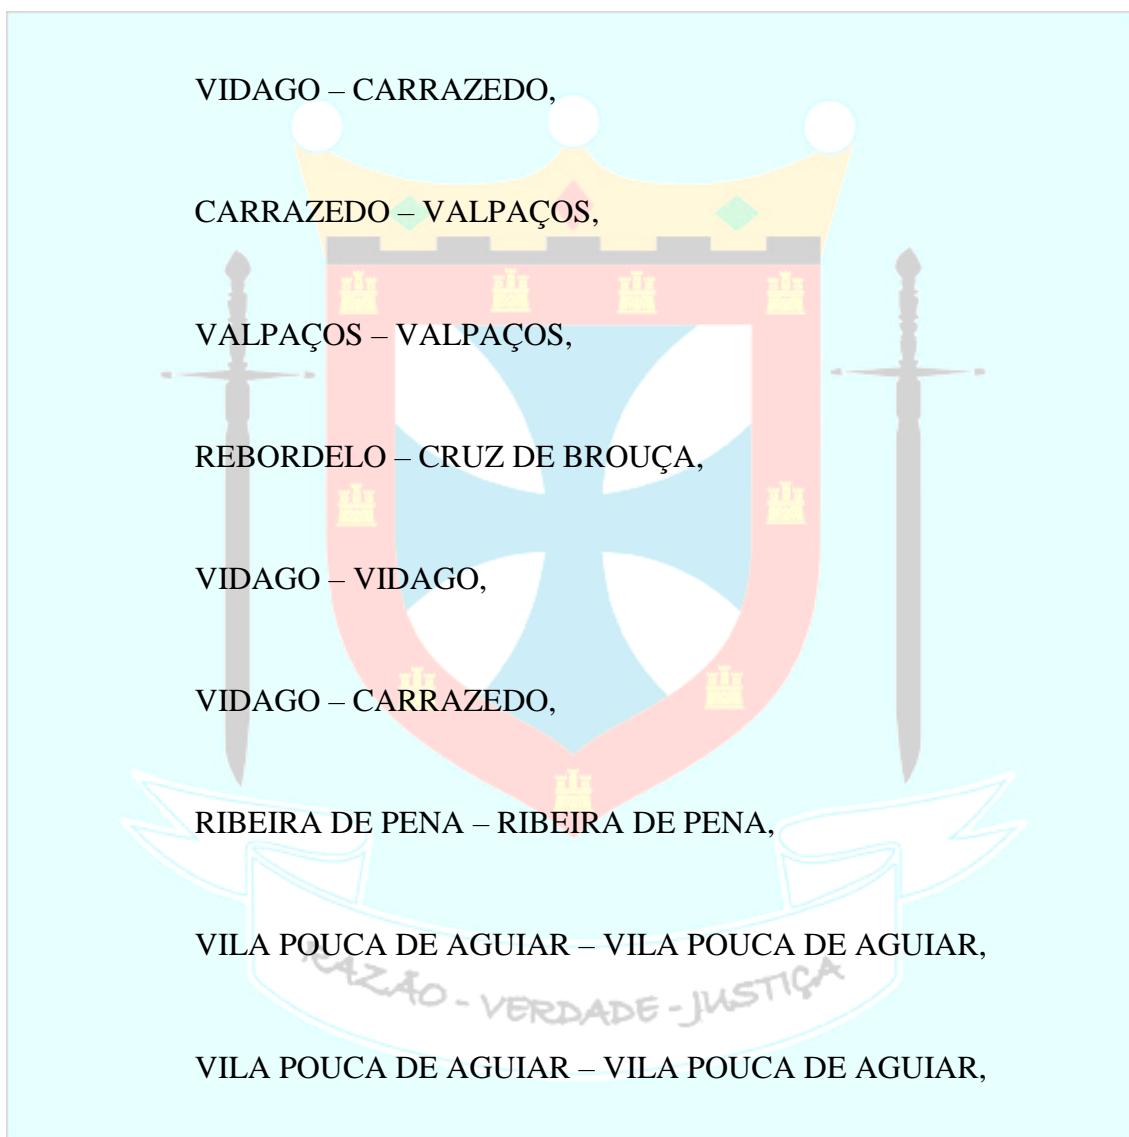 VIDAGO – CARRAZEDO,
CARRAZEDO – VALPAÇOS,
VALPAÇOS – VALPAÇOS,
REBORDELO – CRUZ DE BROUÇA,
VIDAGO – VIDAGO,
VIDAGO – CARRAZEDO,
RIBEIRA DE PENA – RIBEIRA DE PENA,
VILA POUCA DE AGUIAR – VILA POUCA DE AGUIAR,
RAZÃO - VERDADE - JUSTIÇA
VILA POUCA DE AGUIAR – VILA POUCA DE AGUIAR,